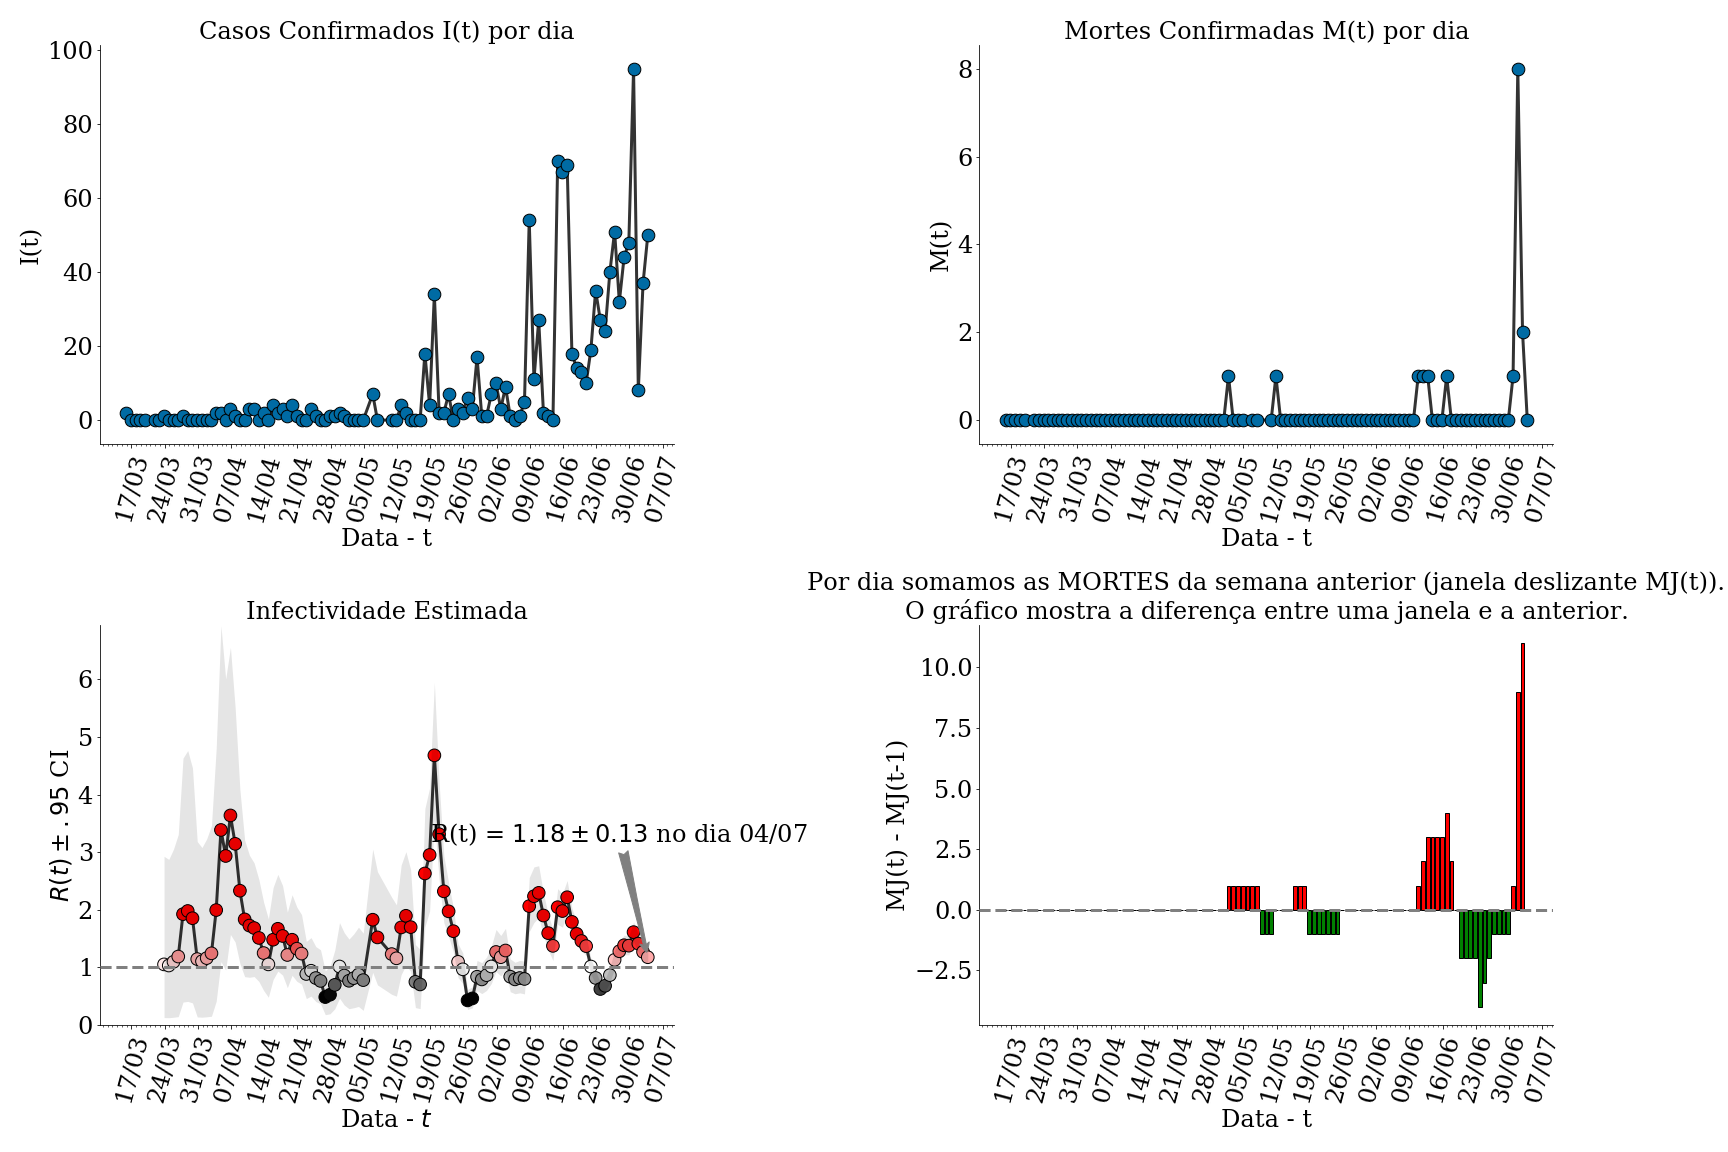 Casos Confirmados I(t) por dia
I(t)
100
80
60
40
20
0
17/03 24/03 31/03 07/04 14/04 21/04 28/04 05/05 12/05 19/05 26/05 02/06 09/06 16/06 23/06 30/06 07/07
Data - t
Mortes Confirmadas M(t) por dia
M(t)
8
6
4
2
0
17/03 24/03 31/03 07/04 14/04 21/04 28/04 05/05 12/05 19/05 26/05 02/06 09/06 16/06 23/06 30/06 07/07
Data - t
Infectividade Estimada
R(t) ± .95 CI
6
5
4
3
2
1
0
R(t) = 1.18 ± 0.13 no dia 04/07
17/03 24/03 31/03 07/04 14/04 21/04 28/04 05/05 12/05 19/05 26/05 02/06 09/06 16/06 23/06 30/06 07/07
Data - t
Por dia somamos as MORTES da semana anterior (janela deslizante MJ(t)).
O gráfico mostra a diferença entre uma janela e a anterior.
MJ(t) - MJ(t-1)
10.0
7.5
5.0
2.5
0.0
−2.5
17/03 24/03 31/03 07/04 14/04 21/04 28/04 05/05 12/05 19/05 26/05 02/06 09/06 16/06 23/06 30/06 07/07
Data - t